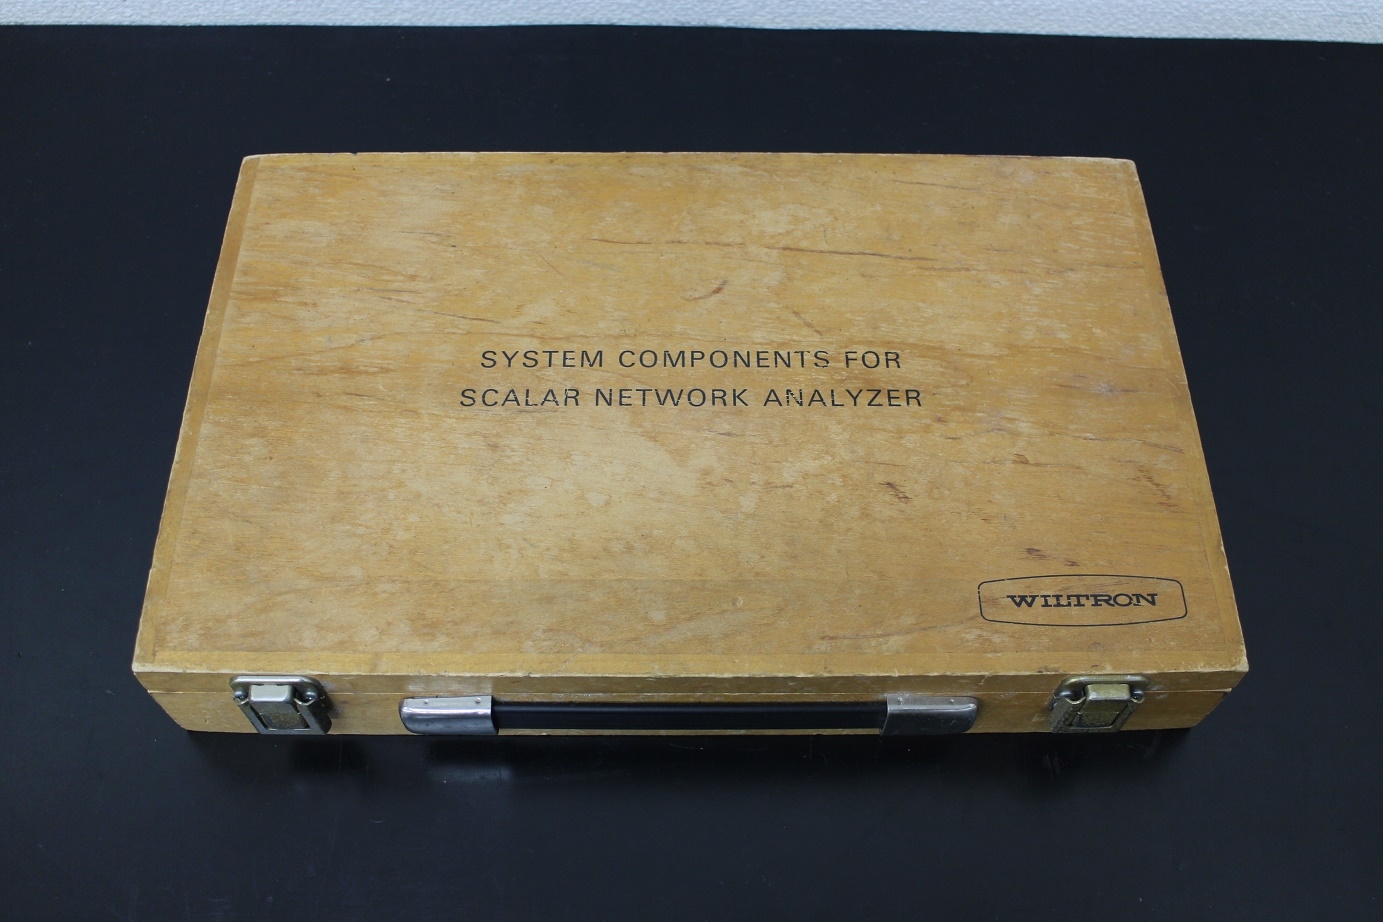 SYSTEM COMPONENTS FOR
SCALAR NETWORK ANALYZER
WILTRON